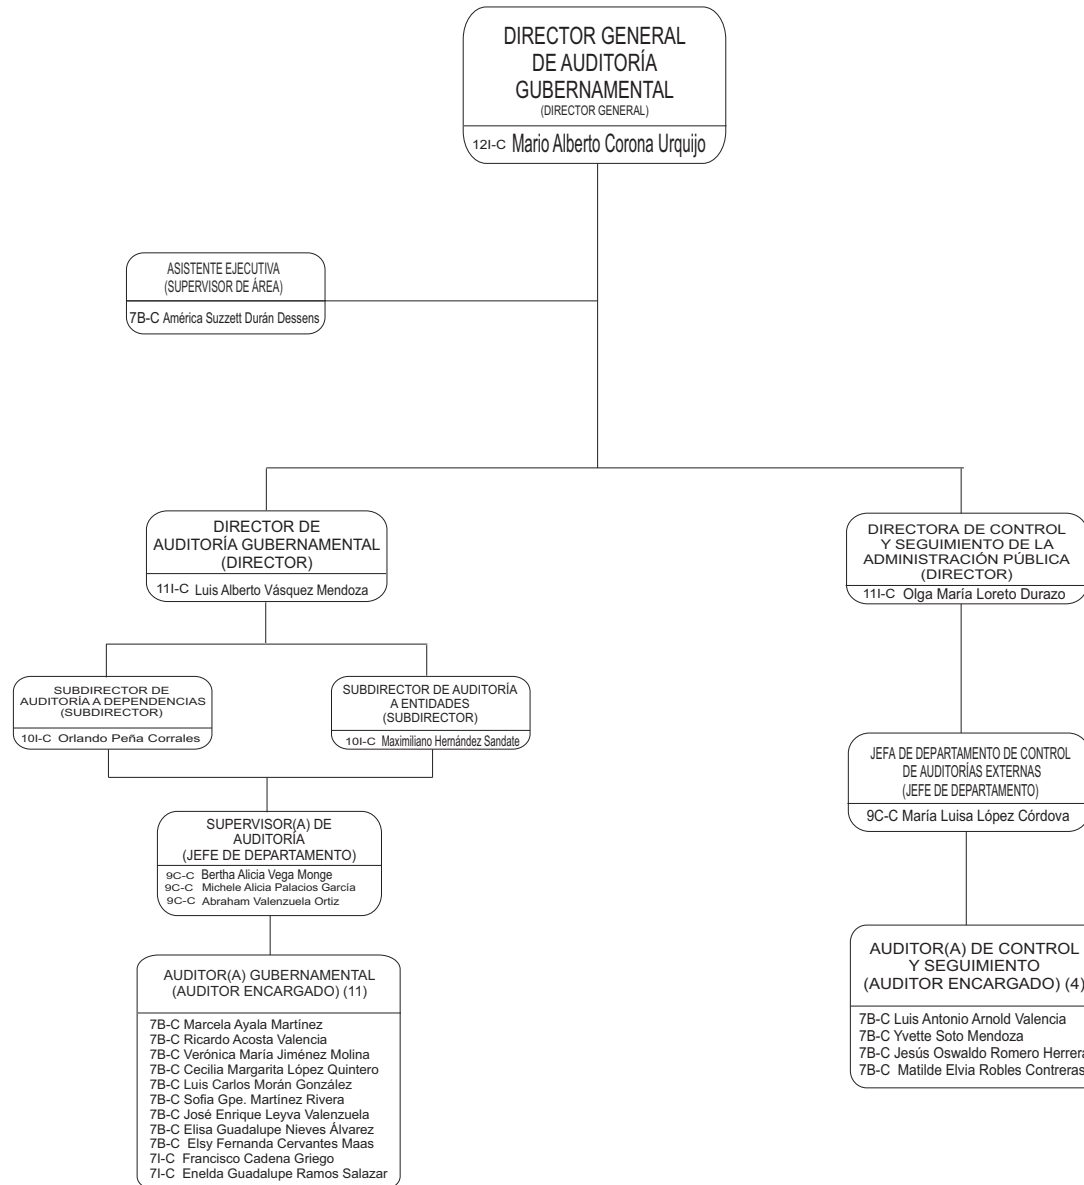 DIRECTOR GENERAL
DE AUDITORÍA
GUBERNAMENTAL
(DIRECTOR GENERAL)
12I-C Mario Alberto Corona Urquijo
ASISTENTE EJECUTIVA
(SUPERVISOR DE ÁREA)
7B-C América Suzzett Durán Dessens
DIRECTOR DE
AUDITORÍA GUBERNAMENTAL
(DIRECTOR)
11I-C Luis Alberto Vásquez Mendoza
DIRECTORA DE CONTROL
Y SEGUIMIENTO DE LA
ADMINISTRACIÓN PÚBLICA
(DIRECTOR)
11I-C Olga María Loreto Durazo
SUBDIRECTOR DE
AUDITORÍA A DEPENDENCIAS
(SUBDIRECTOR)
10I-C Orlando Peña Corrales
SUBDIRECTOR DE AUDITORÍA
A ENTIDADES
(SUBDIRECTOR)
10I-C Maximiliano Hernández Sandate
JEFA DE DEPARTAMENTO DE CONTROL
DE AUDITORÍAS EXTERNAS
(JEFE DE DEPARTAMENTO)
9C-C María Luisa López Córdova
SUPERVISOR(A) DE
AUDITORÍA
(JEFE DE DEPARTAMENTO)
9C-C Bertha Alicia Vega Monge
9C-C Michele Alicia Palacios García
9C-C Abraham Valenzuela Ortiz
AUDITOR(A) GUBERNAMENTAL
(AUDITOR ENCARGADO) (11)
7B-C Marcela Ayala Martínez
7B-C Ricardo Acosta Valencia
7B-C Verónica María Jiménez Molina
7B-C Cecilia Margarita López Quintero
7B-C Luis Carlos Morán González
7B-C Sofia Gpe. Martínez Rivera
7B-C José Enrique Leyva Valenzuela
7B-C Elisa Guadalupe Nieves Álvarez
7B-C Elsy Fernanda Cervantes Maas
7I-C Francisco Cadena Griego
7I-C Enelda Guadalupe Ramos Salazar
AUDITOR(A) DE CONTROL
Y SEGUIMIENTO
(AUDITOR ENCARGADO) (4)
7B-C Luis Antonio Arnold Valencia
7B-C Yvette Soto Mendoza
7B-C Jesús Oswaldo Romero Herrera
7B-C Matilde Elvia Robles Contreras